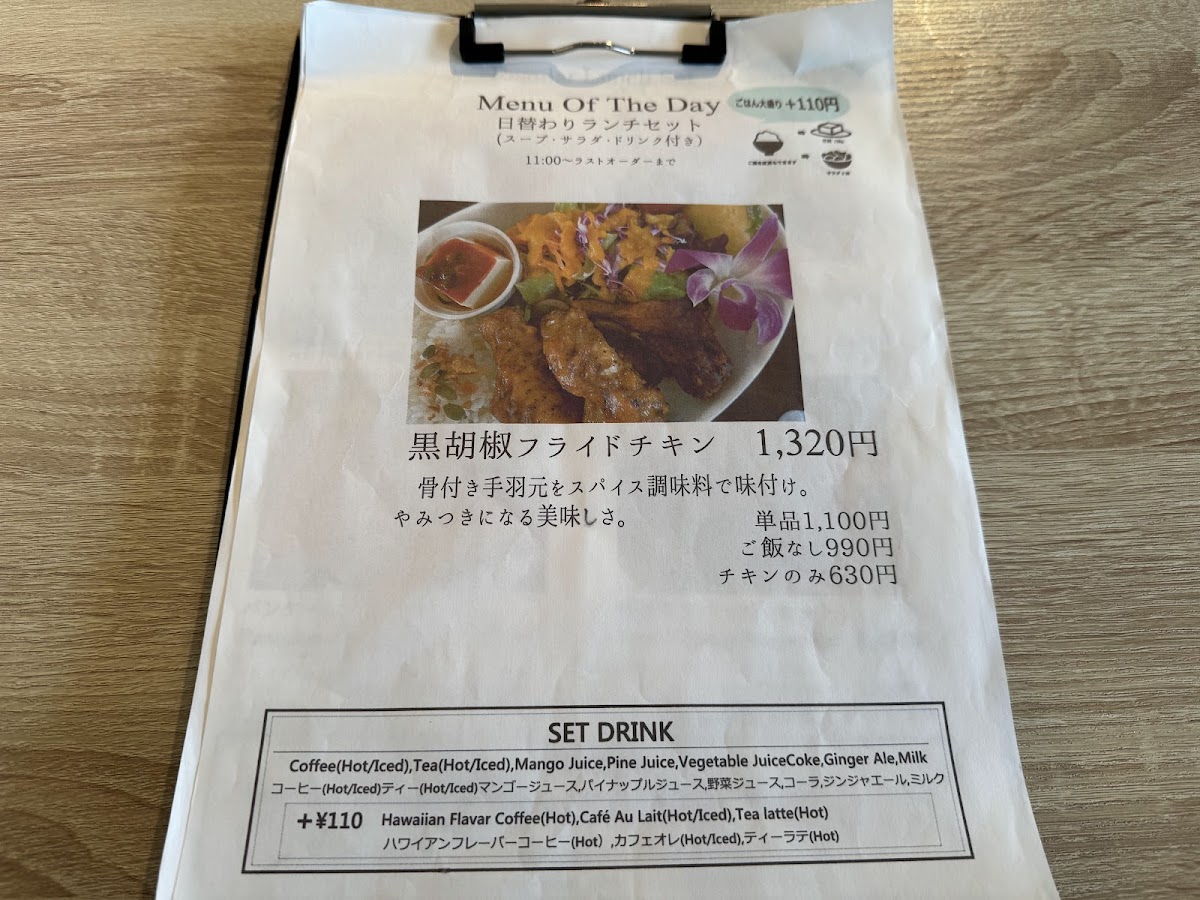 Menu Of The Day
日替わりランチセット
(スープ・サラダ・ドリンク付き)
11:00～ラストオーダーまで
ごはん大盛り +110円
黒胡椒フライドチキン 1,320円
骨付き手羽元をスパイス調味料で味付け。
やみつきになる美味しさ。
単品1,100円
ご飯なし990円
チキンのみ630円
SET DRINK
Coffee(Hot/Iced),Tea(Hot/Iced),Mango Juice,Pine Juice,Vegetable JuiceCoke,Ginger Ale,Milk
コーヒー(Hot/Iced)ティー(Hot/Iced)マンゴージュース,パイナップルジュース,野菜ジュース,コーラ,ジンジャエール,ミルク
+¥110 Hawaiian Flavar Coffee(Hot),Café Au Lait(Hot/Iced),Tea latte(Hot)
ハワイアンフレーバーコーヒー(Hot) ,カフェオレ(Hot/Iced),ティーラテ(Hot)